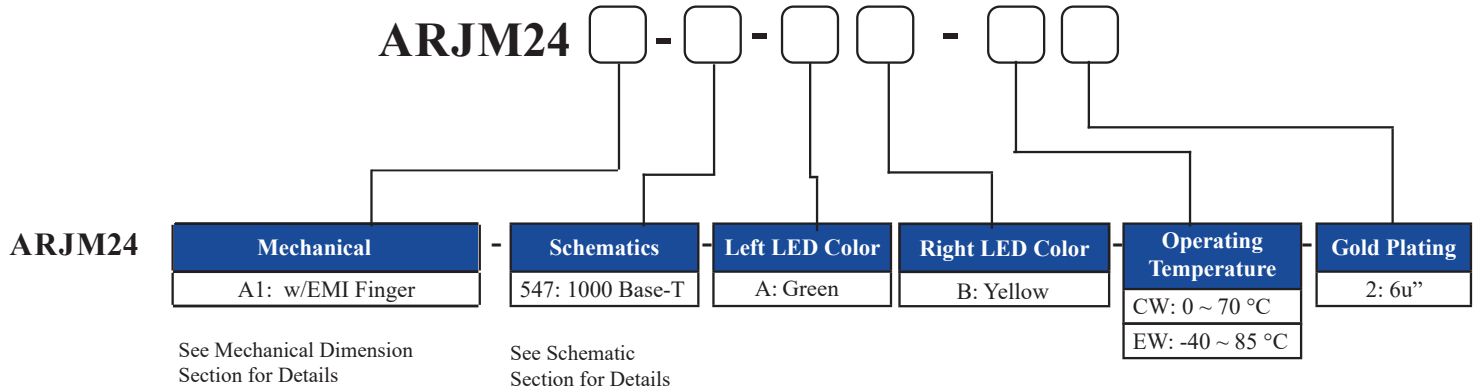 ARJM24 - - -
ARJM24 Mechanical - Schematics - Left LED Color Right LED Color - Operating Temperature - Gold Plating
A1: w/EMI Finger
547: 1000 Base-T
A: Green
B: Yellow
CW: 0 ~ 70 °C
EW: -40 ~ 85 °C
2: 6u”
See Mechanical Dimension
Section for Details
See Schematic
Section for Details